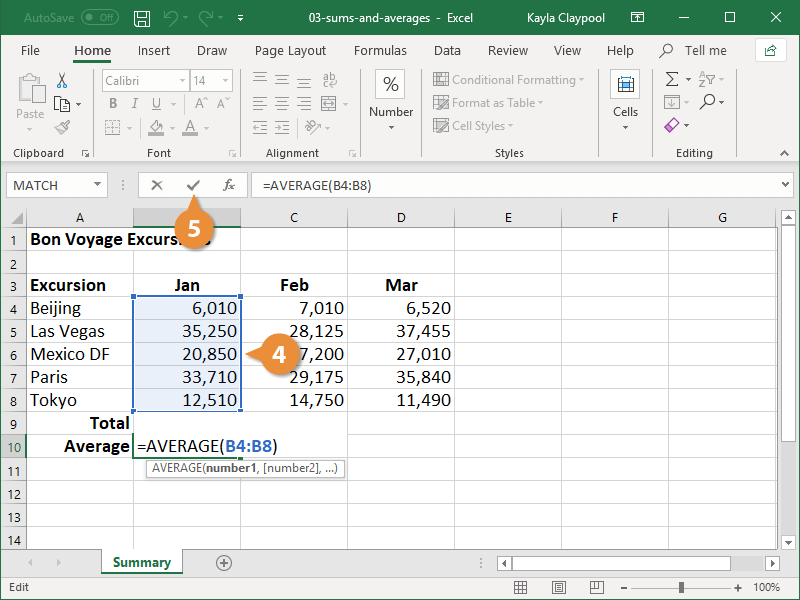 AutoSave Off 03-sums-and-averages - Excel Kayla Claypool
File Home Insert Draw Page Layout Formulas Data Review View Help Tell me
Paste
Clipboard
Calibri 14
B I U A A
A
Font
ab
Alignment
%
Number
Conditional Formatting
Format as Table
Cell Styles
Styles
Cells
Editing
MATCH fx =AVERAGE(B4:B8)
5
A C D E F G
1 Bon Voyage
2
3 Excursion Jan Feb Mar
4 Beijing 6,010 7,010 6,520
5 Las Vegas 35,250 28,125 37,455
6 Mexico DF 20,850 4 7,200 27,010
7 Paris 33,710 29,175 35,840
8 Tokyo 12,510 14,750 11,490
9 Total
10 Average =AVERAGE(B4:B8)
11 AVERAGE(number1, [number2], ...)
12
13
14
Summary
Edit 100%